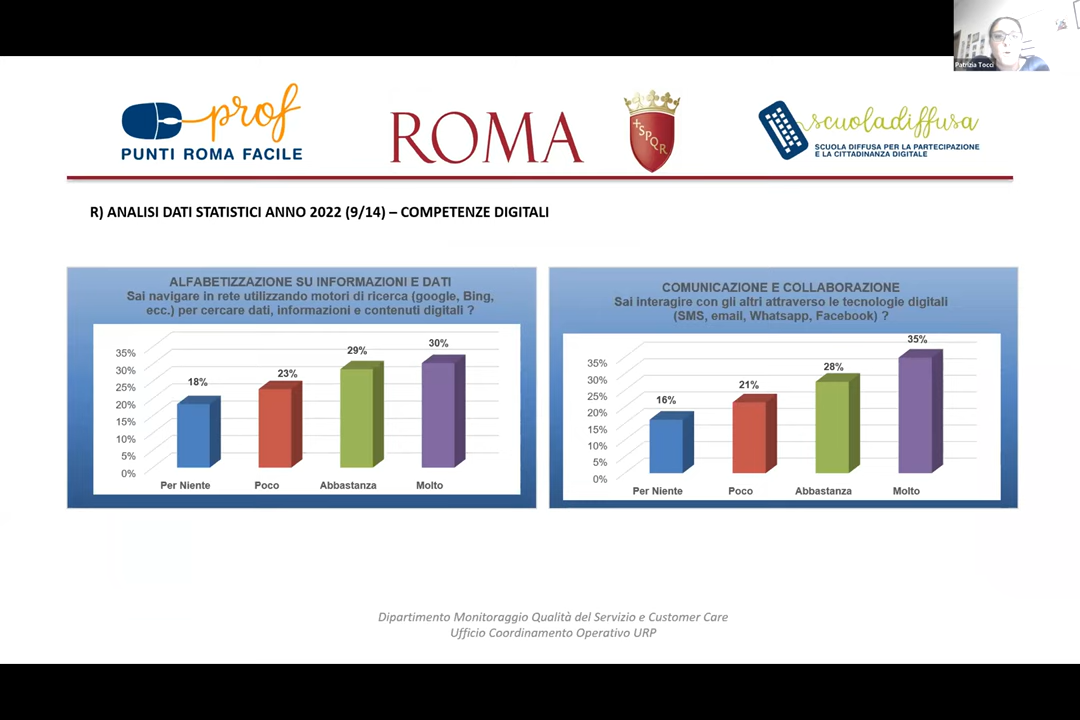 Patrizia Tocci
prof
PUNTI ROMA FACILE
ROMA
SPQR
scuoladiffusa
SCUOLA DIFFUSA PER LA PARTECIPAZIONE
E LA CITTADINANZA DIGITALE
R) ANALISI DATI STATISTICI ANNO 2022 (9/14) – COMPETENZE DIGITALI
ALFABETIZZAZIONE SU INFORMAZIONI E DATI
Sai navigare in rete utilizzando motori di ricerca (google, Bing,
ecc.) per cercare dati, informazioni e contenuti digitali ?
35%
30%
25%
20%
15%
10%
5%
0%
18%
23%
29%
30%
Per Niente
Poco
Abbastanza
Molto
COMUNICAZIONE E COLLABORAZIONE
Sai interagire con gli altri attraverso le tecnologie digitali
(SMS, email, Whatsapp, Facebook) ?
35%
30%
25%
20%
15%
10%
5%
0%
16%
21%
28%
35%
Per Niente
Poco
Abbastanza
Molto
Dipartimento Monitoraggio Qualità del Servizio e Customer Care
Ufficio Coordinamento Operativo URP